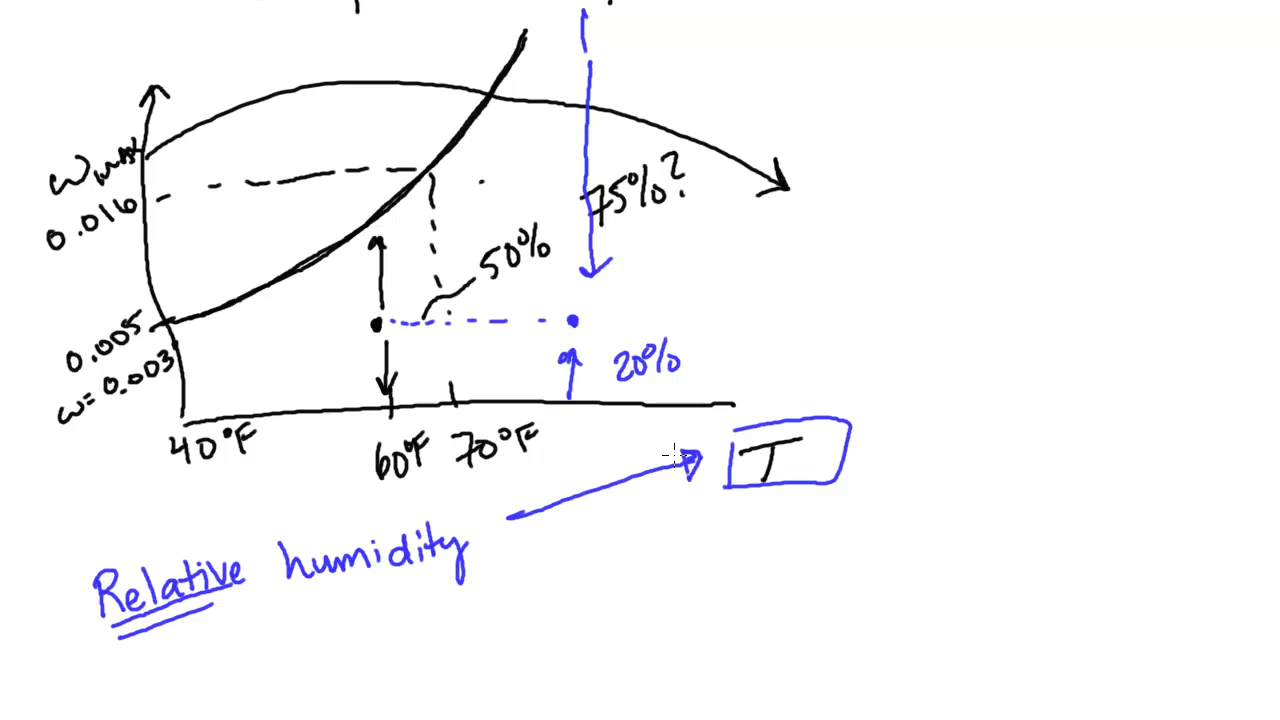 ωmax
0.016
75%?
50%
0.005
ω=0.003
20%
40°F
60°F 70°F
T
Relative humidity